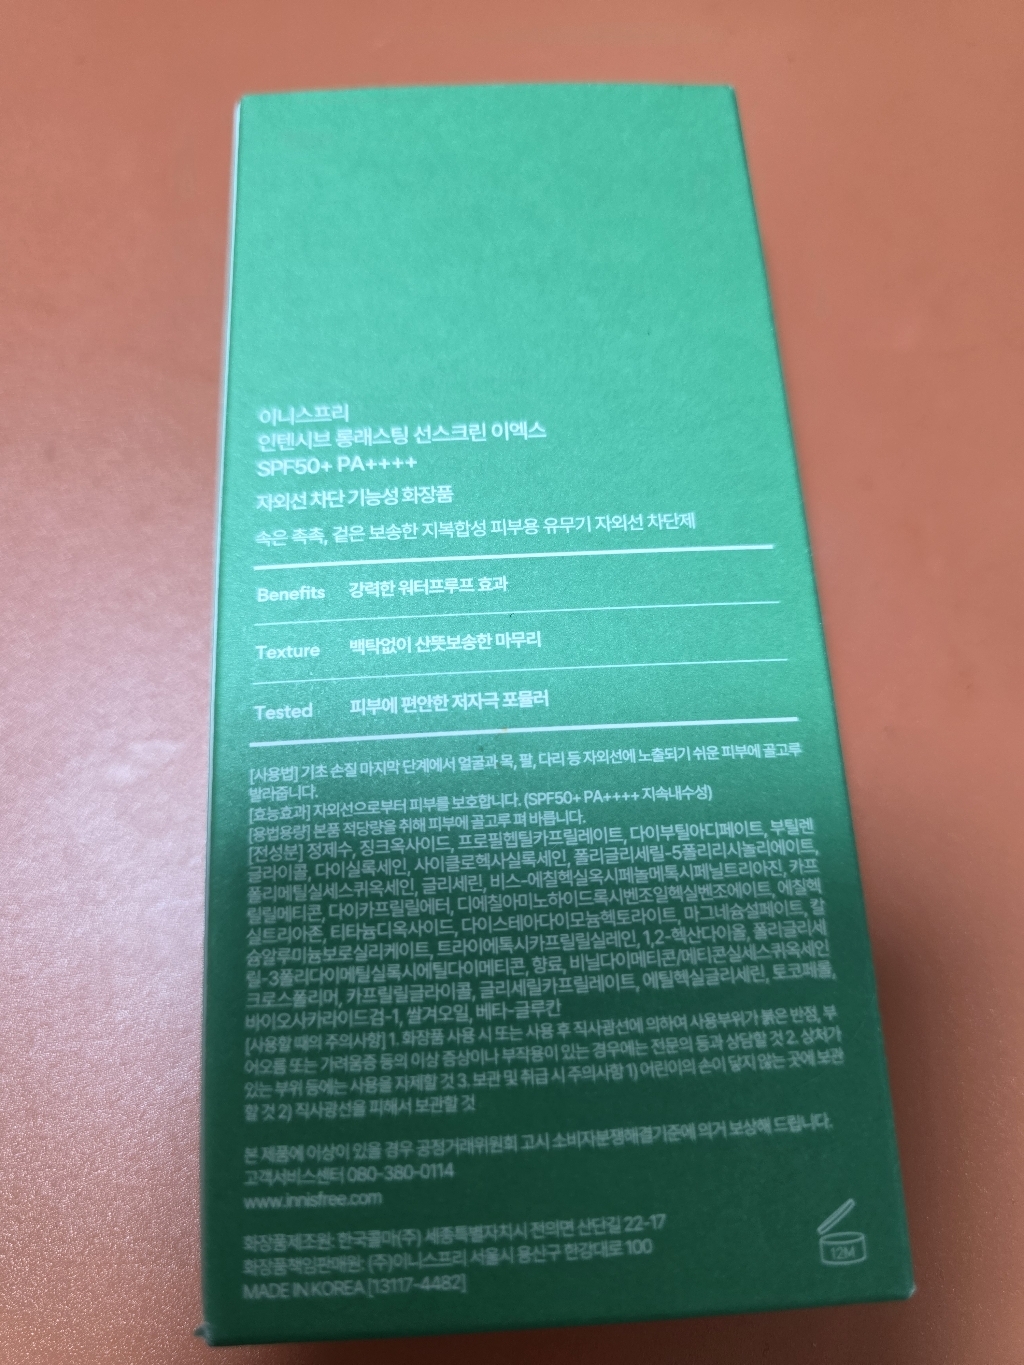 이니스프리
인텐시브 롱래스팅 선스크린 이엑스
SPF50+ PA++++
자외선 차단 기능성 화장품
속은 촉촉, 겉은 보송한 지복합성 피부용 유무기 자외선 차단제
Benefits 강력한 워터프루프 효과
Texture 백탁없이 산뜻보송한 마무리
Tested 피부에 편안한 저자극 포뮬러
[사용법] 기초 손질 마지막 단계에서 얼굴과 목, 팔, 다리 등 자외선에 노출되기 쉬운 피부에 골고루
발라줍니다.
[효능효과] 자외선으로부터 피부를 보호합니다. (SPF50+ PA++++ 지속내수성)
[용법용량] 본품 적당량을 취해 피부에 골고루 펴 바릅니다.
[전성분] 정제수, 징크옥사이드, 프로필헵틸카프릴레이트, 다이부틸아디페이트, 부틸렌
글라이콜, 다이실록세인, 사이클로헥사실록세인, 폴리글리세릴-5폴리리시놀리에이트,
폴리메틸실세스퀴옥세인, 글리세린, 비스-에칠헥실옥시페놀메톡시페닐트리아진, 카프
릴릴메티콘, 다이카프릴릴에터, 디에칠아미노하이드록시벤조일헥실벤조에이트, 에칠헥
실트리아존, 티타늄디옥사이드, 다이스테아다이모늄헥토라이트, 마그네슘설페이트, 칼
슘알루미늄보로실리케이트, 트라이에톡시카프릴릴실레인, 1,2-헥산다이올, 폴리글리세
릴-3폴리다이메틸실록시에틸다이메티콘, 향료, 비닐다이메티콘/메티콘실세스퀴옥세인
크로스폴리머, 카프릴릴글라이콜, 글리세릴카프릴레이트, 에틸헥실글리세린, 토코페롤,
바이오사카라이드검-1, 쌀겨오일, 베타-글루칸
[사용할 때의 주의사항] 1. 화장품 사용 시 또는 사용 후 직사광선에 의하여 사용부위가 붉은 반점, 부
어오름 또는 가려움증 등의 이상 증상이나 부작용이 있는 경우에는 전문의 등과 상담할 것 2. 상처가
있는 부위 등에는 사용을 자제할 것 3. 보관 및 취급 시 주의사항 1) 어린이의 손이 닿지 않는 곳에 보관
할 것 2) 직사광선을 피해서 보관할 것
본 제품에 이상이 있을 경우 공정거래위원회 고시 소비자분쟁해결기준에 의거 보상해 드립니다.
고객서비스센터 080-380-0114
www.innisfree.com
화장품제조원: 한국콜마(주) 세종특별자치시 전의면 산단길 22-17
화장품책임판매원: (주)이니스프리 서울시 용산구 한강대로 100
MADE IN KOREA [13117-4482]
12M